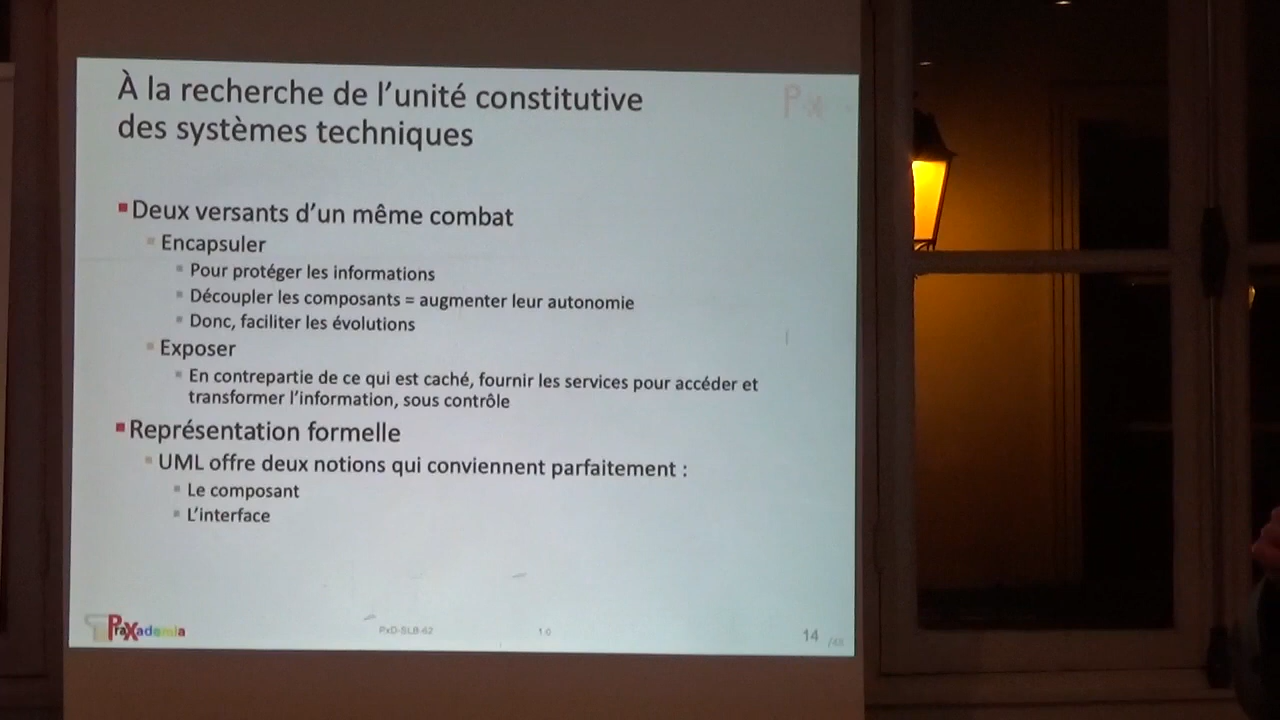 À la recherche de l'unité constitutive
des systèmes techniques
Px
Deux versants d'un même combat
Encapsuler
Pour protéger les informations
Découpler les composants = augmenter leur autonomie
Donc, faciliter les évolutions
Exposer
En contrepartie de ce qui est caché, fournir les services pour accéder et
transformer l'information, sous contrôle
Représentation formelle
UML offre deux notions qui conviennent parfaitement :
Le composant
L'interface
PraXademia
PxD-SLB-62
14